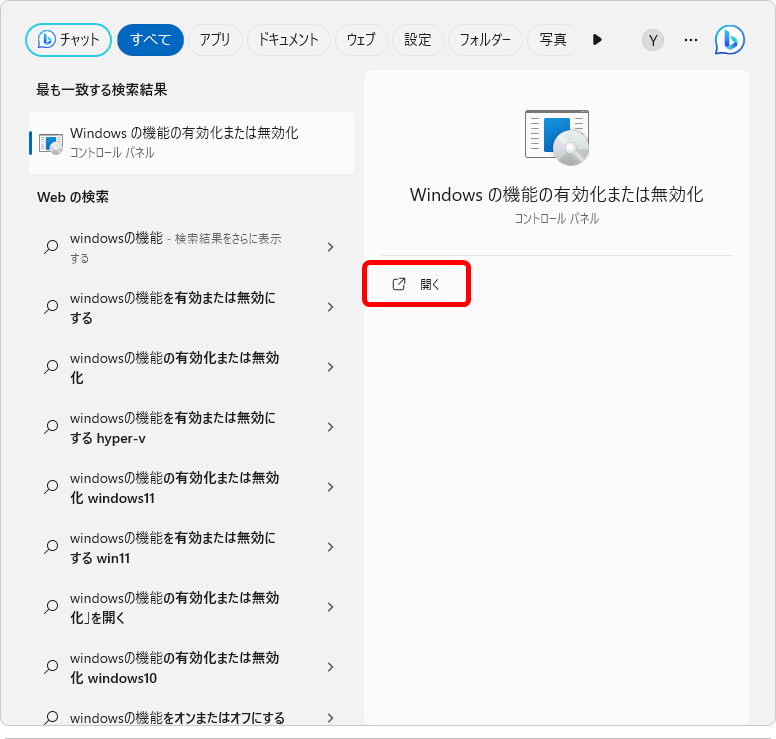 チャット
すべて
アプリ
ドキュメント
ウェブ
設定
フォルダー
写真
Y
最も一致する検索結果
Windows の機能の有効化または無効化
コントロール パネル
Web の検索
windowsの機能 - 検索結果をさらに表示
する
windowsの機能を有効または無効に
する
windowsの機能の有効化または無効
化
windowsの機能を有効または無効に
する hyper-v
windowsの機能の有効化または無効
化 windows11
windowsの機能を有効または無効に
する win11
windowsの機能の有効化または無効
化」を開く
windowsの機能の有効化または無効
化 windows10
windowsの機能をオンまたはオフにする
Windows の機能の有効化または無効化
コントロール パネル
開く